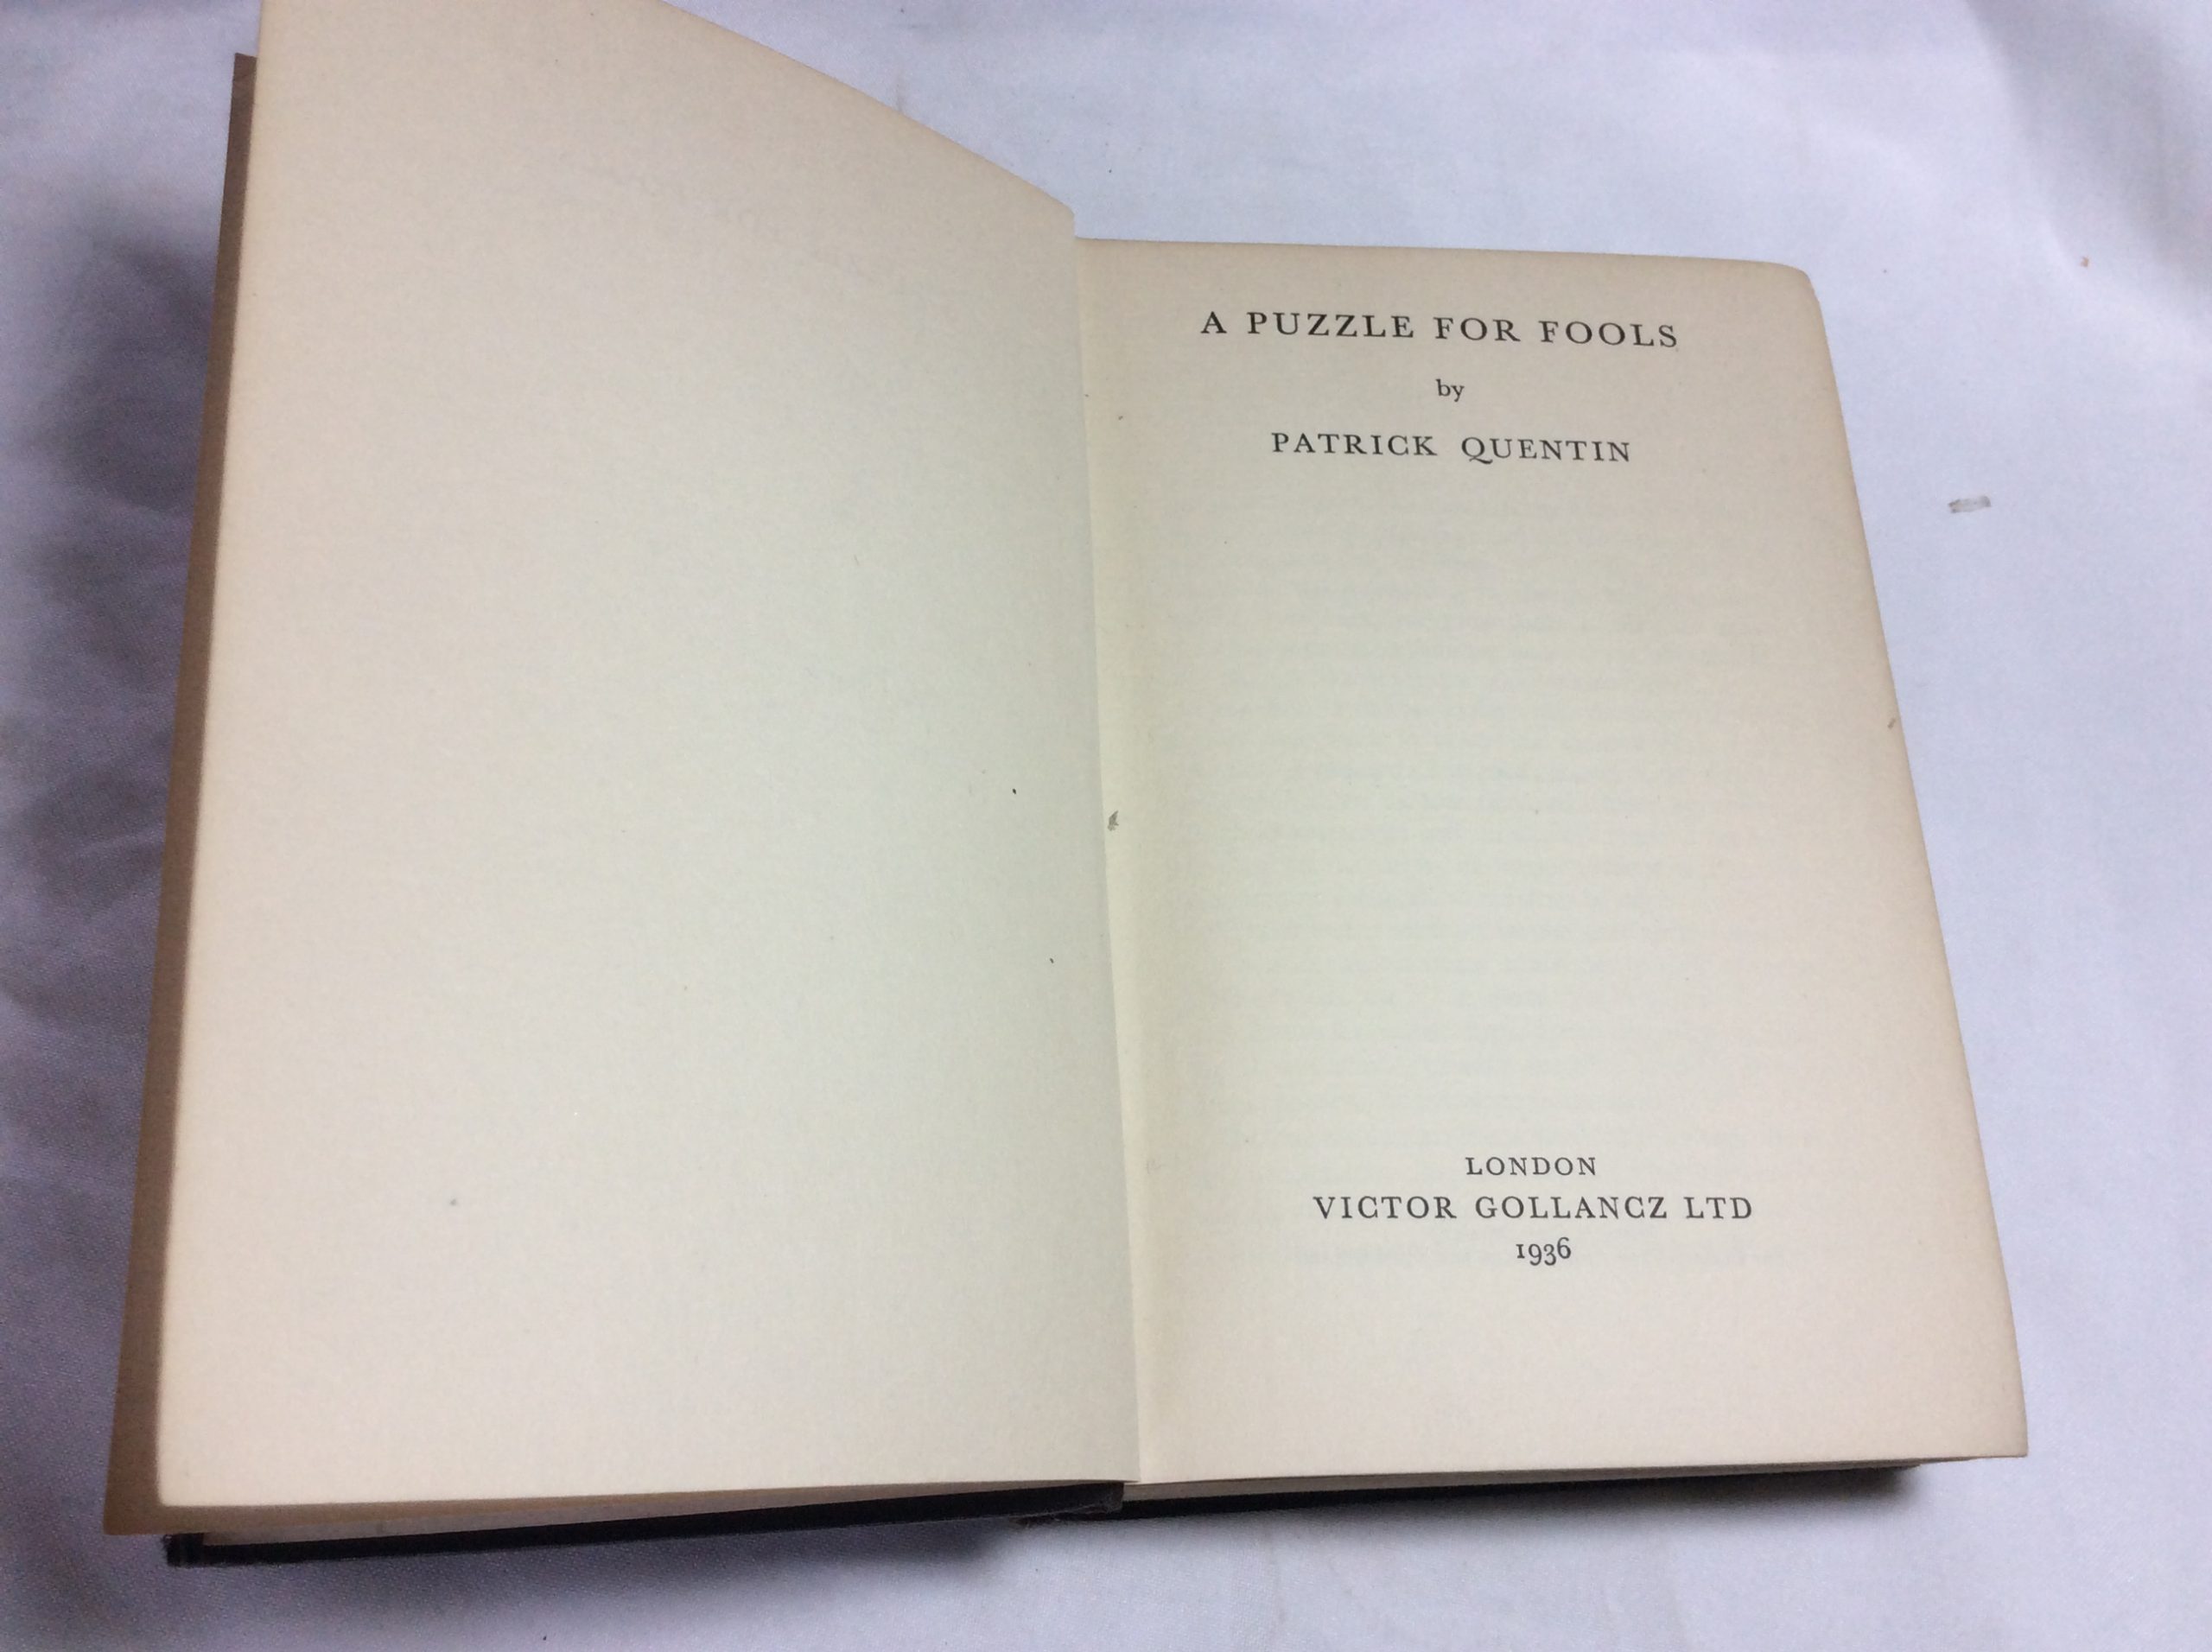 A PUZZLE FOR FOOLS
by
PATRICK QUENTIN
LONDON
VICTOR GOLLANCZ LTD
1936